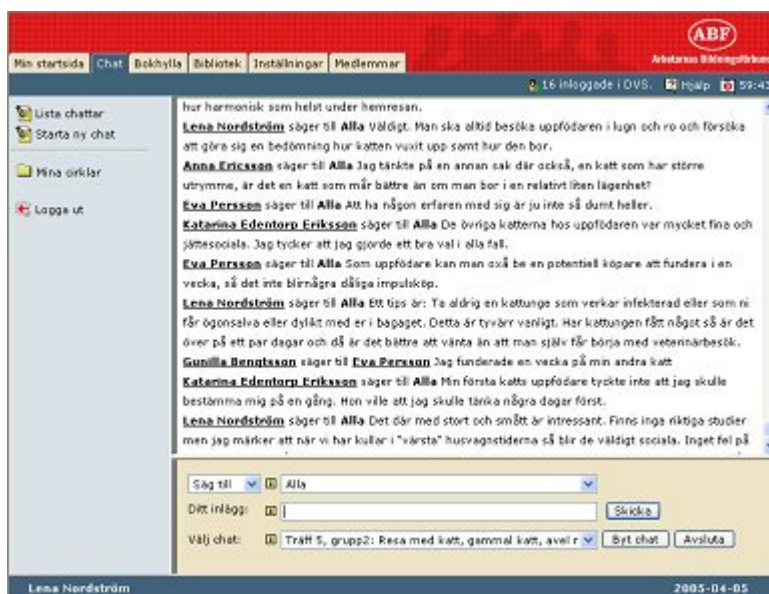 ABF
Arbetarnas Bildningsförbund
Min startsida Chat Bokhylla Bibliotek Inställningar Medlemmar
16 inloggade i OVS. Hjälp 59:43
Lista chattar
Starta ny chat
Mina cirklar
Logga ut
hur harmonisk som helst under hemresan.
Lena Nordström säger till Alla Väldigt. Man ska alltid besöka uppfödaren i lugn och ro och försöka
att göra sig en bedömning hur katten vuxit upp samt hur den bor.
Anna Ericsson säger till Alla Jag tänkte på en annan sak där också, en katt som har större
utrymme, är det en katt som mår bättre än om man bor i en relativt liten lägenhet?
Eva Persson säger till Alla Att ha någon erfaren med sig är ju inte så dumt heller.
Katarina Edentorp Eriksson säger till Alla De övriga katterna hos uppfödaren var mycket fina och
jättesociala. Jag tycker att jag gjorde ett bra val i alla fall.
Eva Persson säger till Alla Som uppfödare kan man oxå be en potentiell köpare att fundera i en
vecka, så det inte blirnågra dåliga impulsköp.
Lena Nordström säger till Alla Ett tips är: Ta aldrig en kattunge som verkar infekterad eller som ni
får ögonsalva eller dylikt med er i bagaget. Detta är tyvärr vanligt. Har kattungen fått något så är det
över på ett par dagar och då är det bättre att vänta än att man själv får börja med veterinärbesök.
Gunilla Bengtsson säger till Eva Persson Jag funderade en vecka på min andra katt
Katarina Edentorp Eriksson säger till Alla Min första katts uppfödare tyckte inte att jag skulle
bestämma mig på en gång. Hon ville att jag skulle tänka några dagar först.
Lena Nordström säger till Alla Det där med stort och smått är intressant. Finns inga riktiga studier
men jag märker att när vi har kullar i "värsta" husvagnstiderna så blir de väldigt sociala. Inget fel på
Säg till Alla
Ditt inlägg: Skicka
Välj chat: Träff 5, grupp2: Resa med katt, gammal katt, avel r Byt chat Avsluta
Lena Nordström 2005-04-05